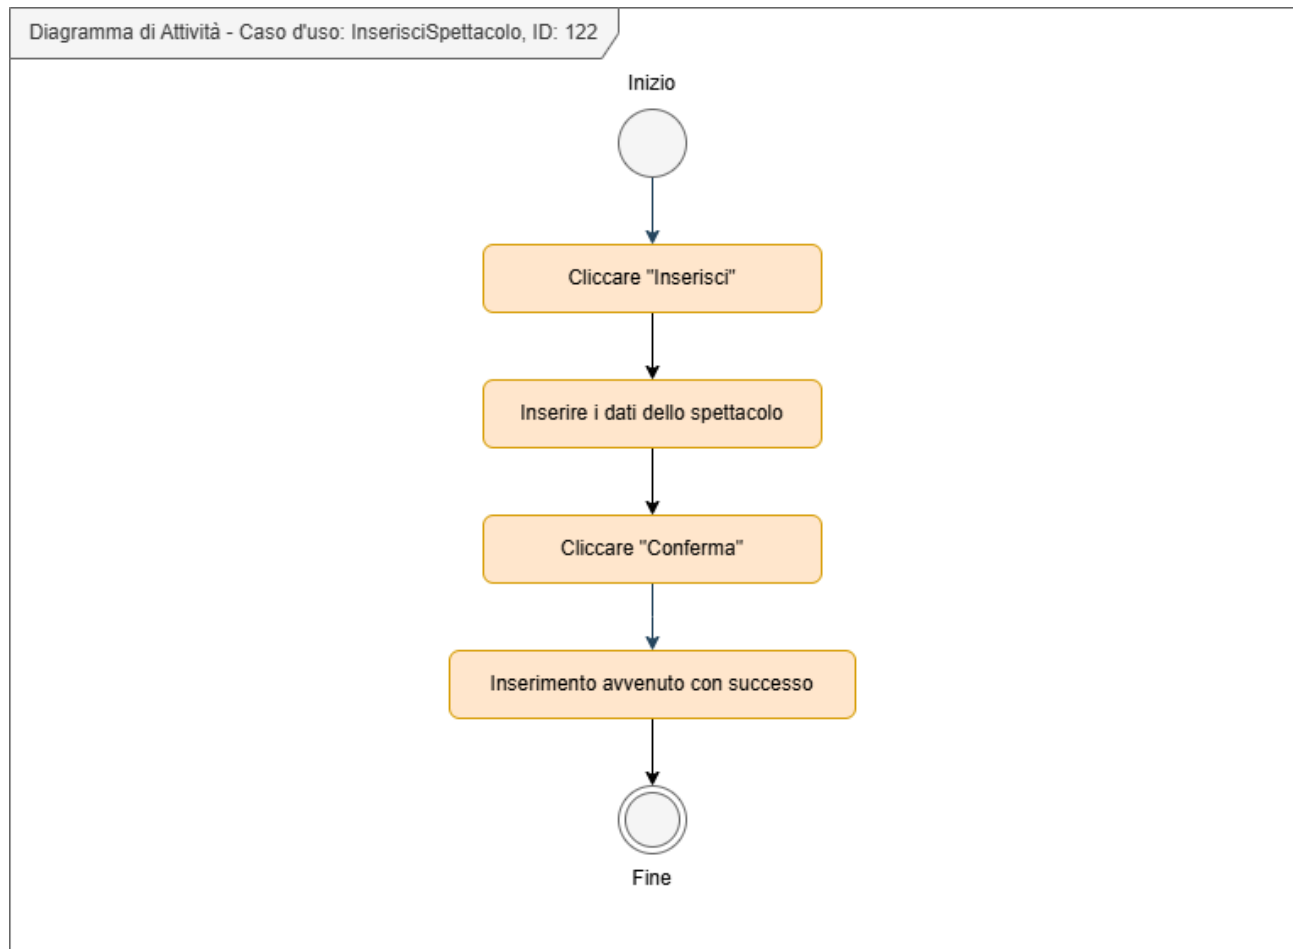 Diagramma di Attività - Caso d'uso: InserisciSpettacolo, ID: 122
Inizio
Cliccare "Inserisci"
Inserire i dati dello spettacolo
Cliccare "Conferma"
Inserimento avvenuto con successo
Fine